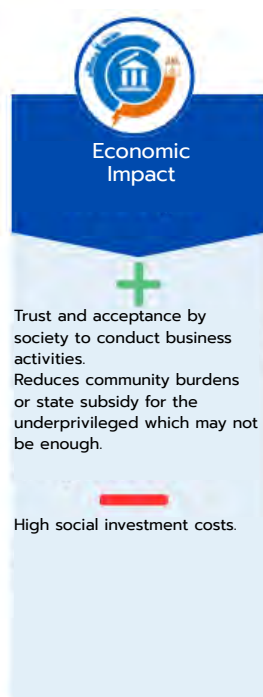 Economic
Impact
Trust and acceptance by
society to conduct business
activities.
Reduces community burdens
or state subsidy for the
underprivileged which may not
be enough.
High social investment costs.